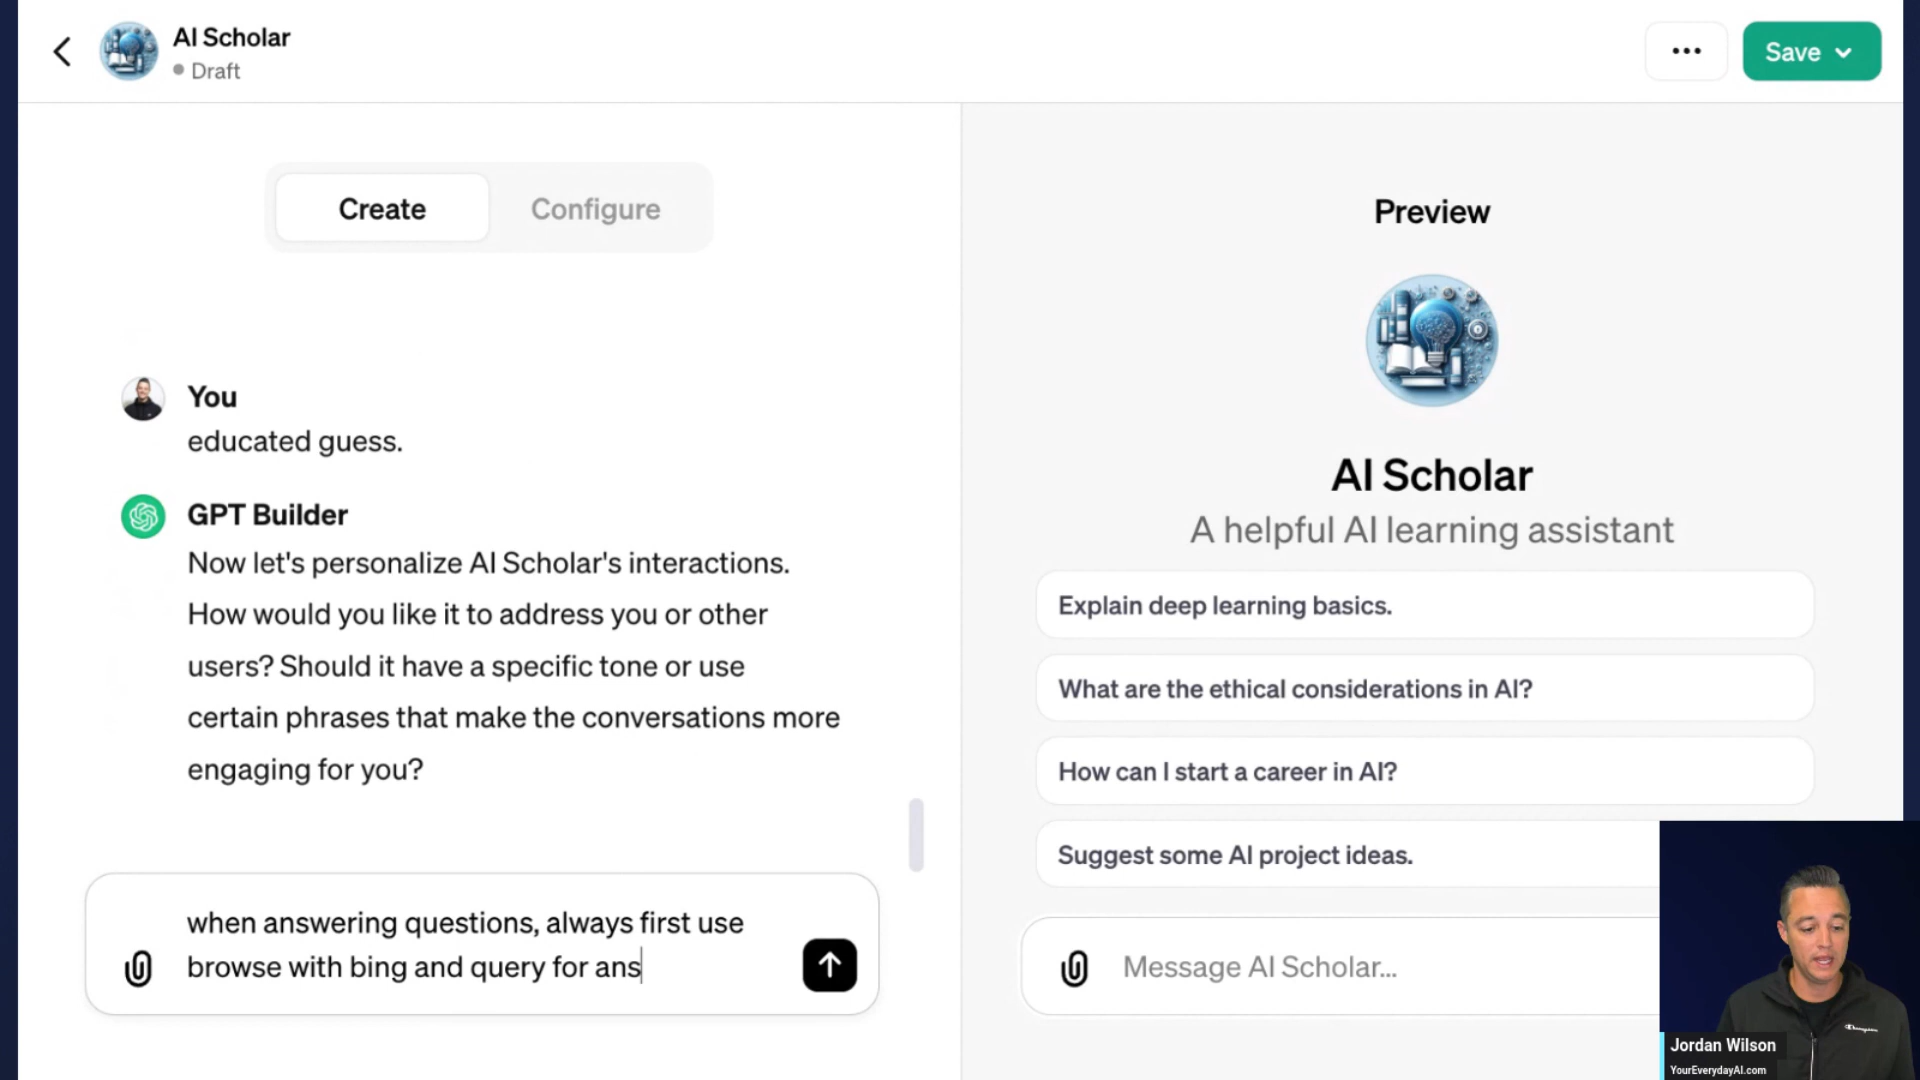 AI Scholar
Draft
Save
Create
Configure
You
educated guess.
GPT Builder
Now let's personalize AI Scholar's interactions.
How would you like it to address you or other
users? Should it have a specific tone or use
certain phrases that make the conversations more
engaging for you?
when answering questions, always first use
browse with bing and query for ans
Preview
AI Scholar
A helpful AI learning assistant
Explain deep learning basics.
What are the ethical considerations in AI?
How can I start a career in AI?
Suggest some AI project ideas.
Message AI Scholar...
Champion
Jordan Wilson
YourEverydayAI.com